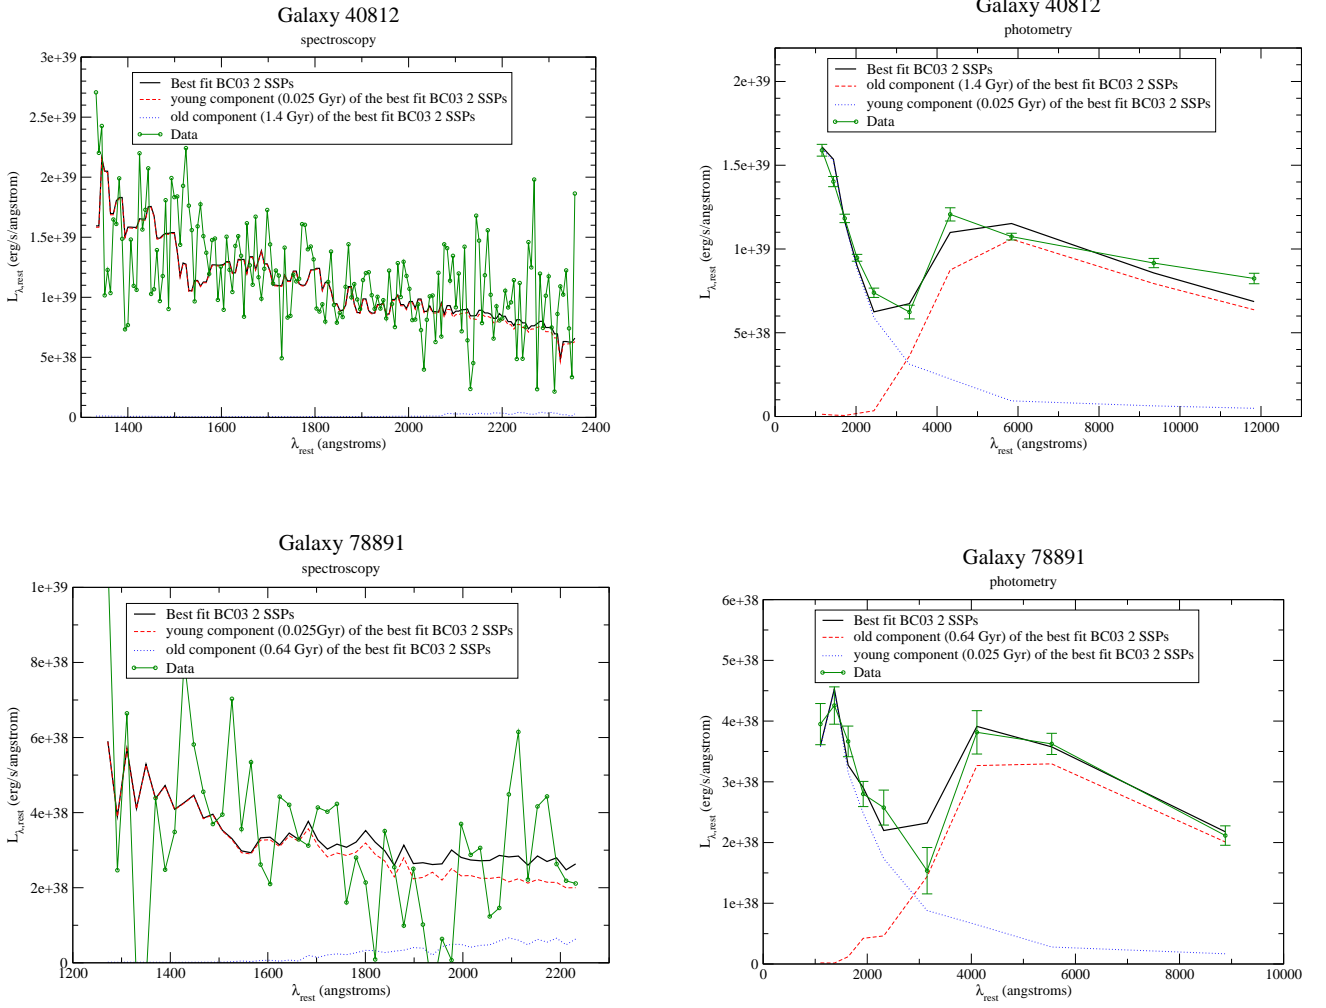 Galaxy 40812
spectroscopy
3e+39
2.5e+39
2e+39
1.5e+39
1e+39
5e+38
0
L λ,rest (erg/s/angstrom)
Best fit BC03 2 SSPs
young component (0.025 Gyr) of the best fit BC03 2 SSPs
old component (1.4 Gyr) of the best fit BC03 2 SSPs
Data
1400 1600 1800 2000 2200 2400
λ rest (angstroms)
Galaxy 40812
photometry
2e+39
1.5e+39
1e+39
5e+38
0
L λ,rest (erg/s/angstrom)
Best fit BC03 2 SSPs
old component (1.4 Gyr) of the best fit BC03 2 SSPs
young component (0.025 Gyr) of the best fit BC03 2 SSPs
Data
0 2000 4000 6000 8000 10000 12000
λ rest (angstroms)
Galaxy 78891
spectroscopy
1e+39
8e+38
6e+38
4e+38
2e+38
0
L λ,rest (erg/s/angstrom)
Best fit BC03 2 SSPs
young component (0.025Gyr) of the best fit BC03 2 SSPs
old component (0.64 Gyr) of the best fit BC03 2 SSPs
Data
1200 1400 1600 1800 2000 2200
λ rest (angstroms)
Galaxy 78891
photometry
6e+38
5e+38
4e+38
3e+38
2e+38
1e+38
0
L λ,rest (erg/s/angstrom)
Best fit BC03 2 SSPs
old component (0.64 Gyr) of the best fit BC03 2 SSPs
young component (0.025 Gyr) of the best fit BC03 2 SSPs
Data
0 2000 4000 6000 8000 10000
λ rest (angstroms)